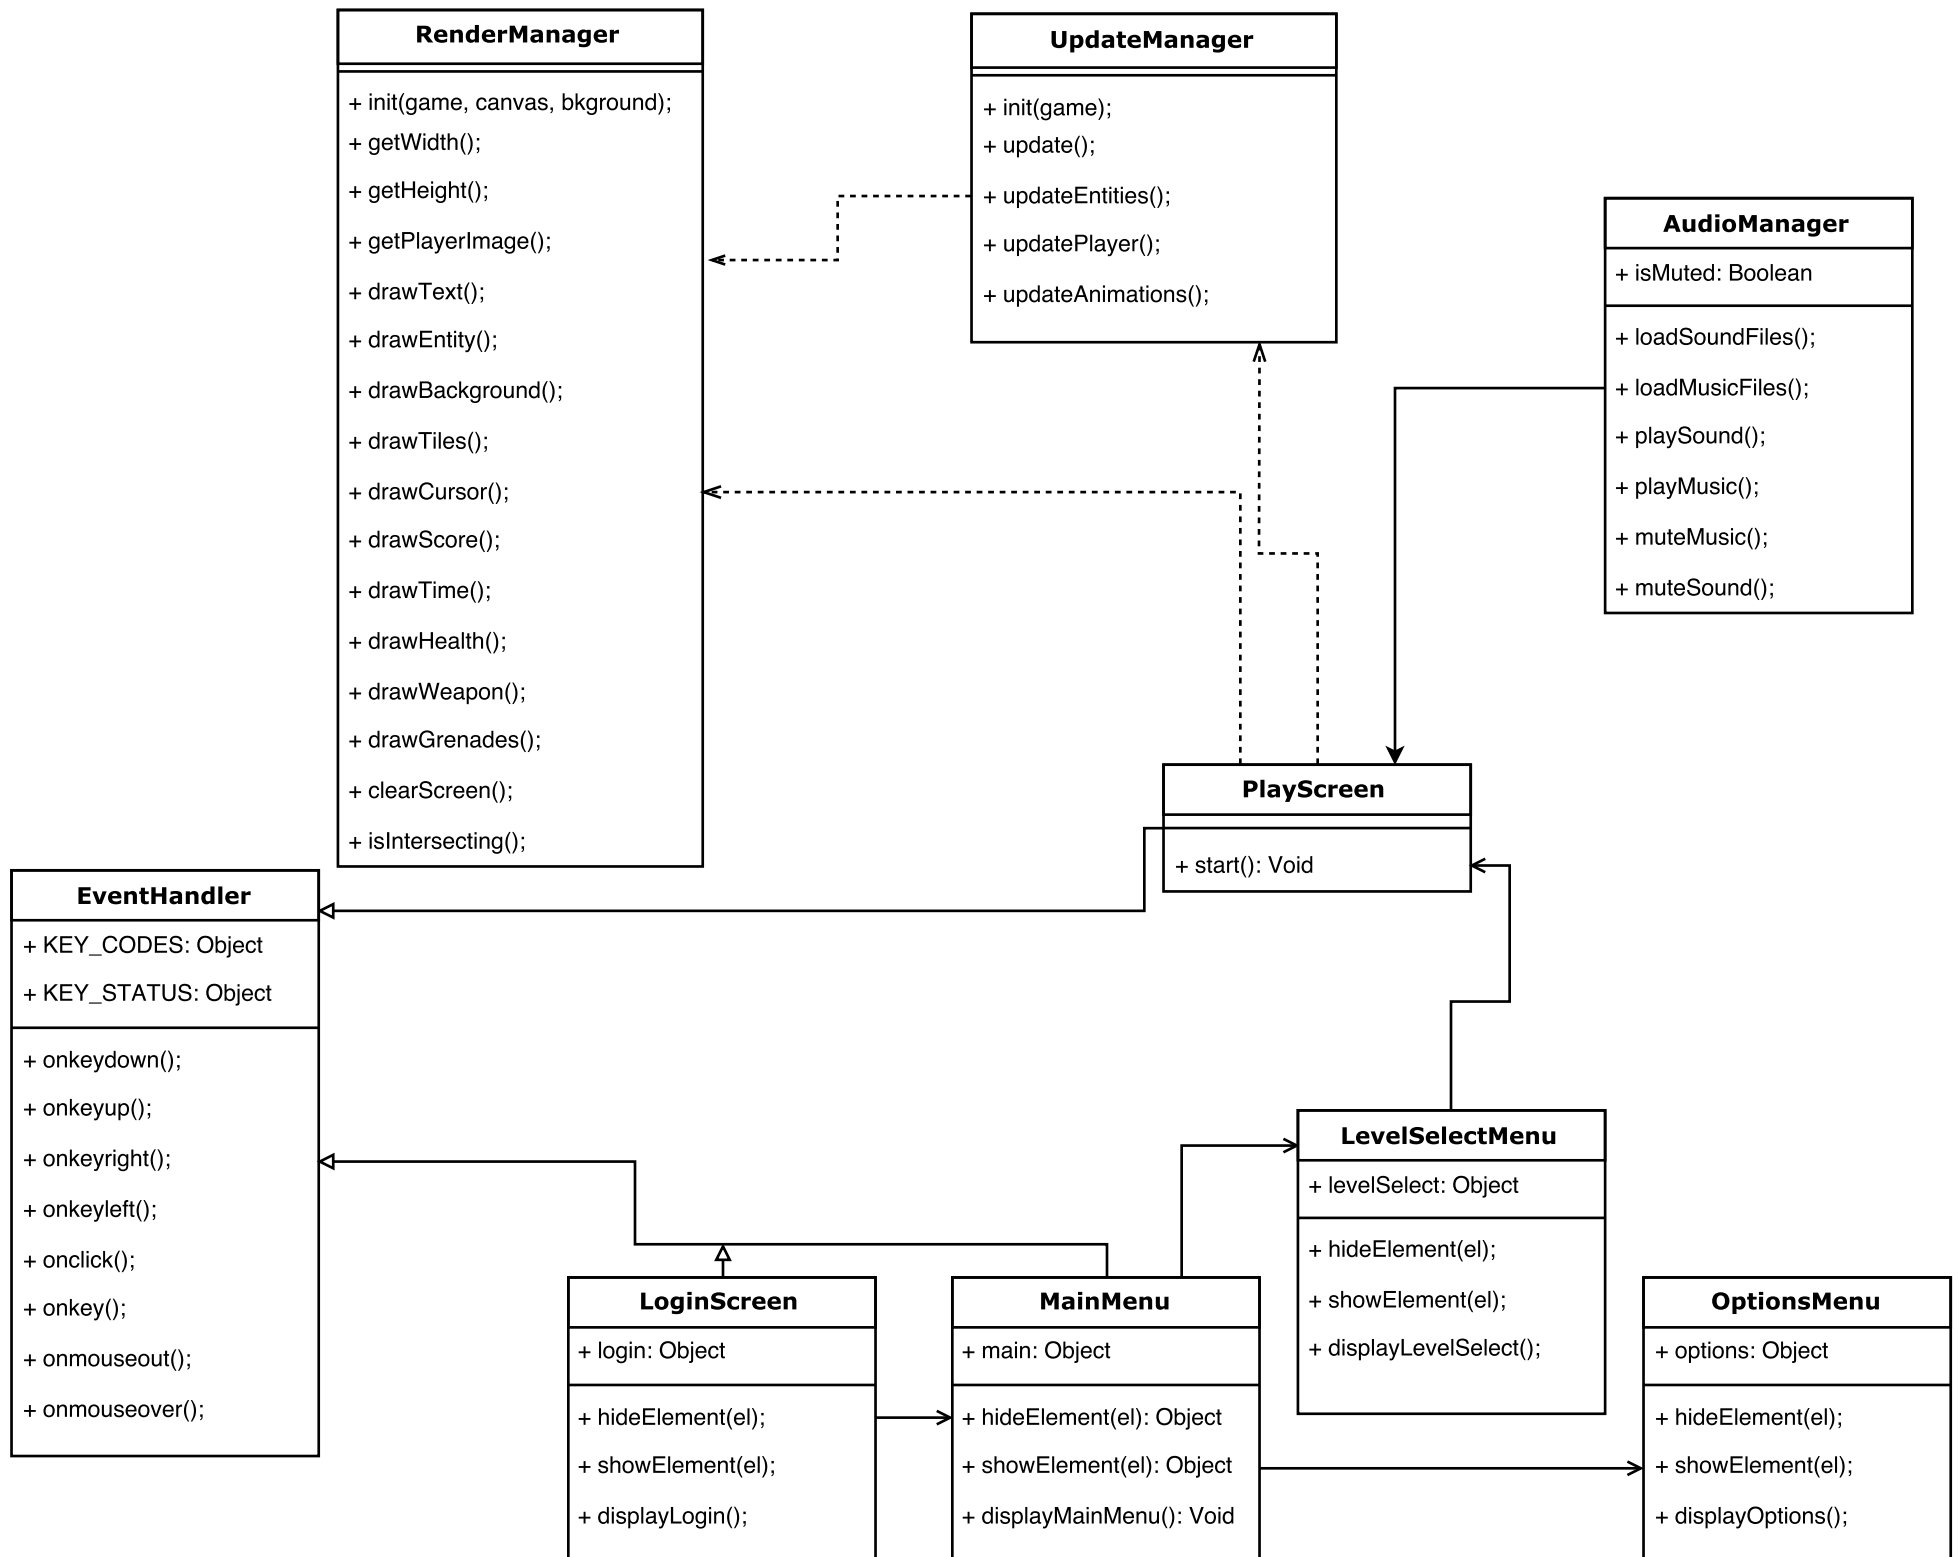 RenderManager
+ init(game, canvas, bkground);
+ getWidth();
+ getHeight();
+ getPlayerImage();
+ drawText();
+ drawEntity();
+ drawBackground();
+ drawTiles();
+ drawCursor();
+ drawScore();
+ drawTime();
+ drawHealth();
+ drawWeapon();
+ drawGrenades();
+ clearScreen();
+ isIntersecting();
UpdateManager
+ init(game);
+ update();
+ updateEntities();
+ updatePlayer();
+ updateAnimations();
AudioManager
+ isMuted: Boolean
+ loadSoundFiles();
+ loadMusicFiles();
+ playSound();
+ playMusic();
+ muteMusic();
+ muteSound();
PlayScreen
+ start(): Void
EventHandler
+ KEY_CODES: Object
+ KEY_STATUS: Object
+ onkeydown();
+ onkeyup();
+ onkeyright();
+ onkeyleft();
+ onclick();
+ onkey();
+ onmouseout();
+ onmouseover();
LevelSelectMenu
+ levelSelect: Object
+ hideElement(el);
+ showElement(el);
+ displayLevelSelect();
LoginScreen
+ login: Object
+ hideElement(el);
+ showElement(el);
+ displayLogin();
MainMenu
+ main: Object
+ hideElement(el): Object
+ showElement(el): Object
+ displayMainMenu(): Void
OptionsMenu
+ options: Object
+ hideElement(el);
+ showElement(el);
+ displayOptions();